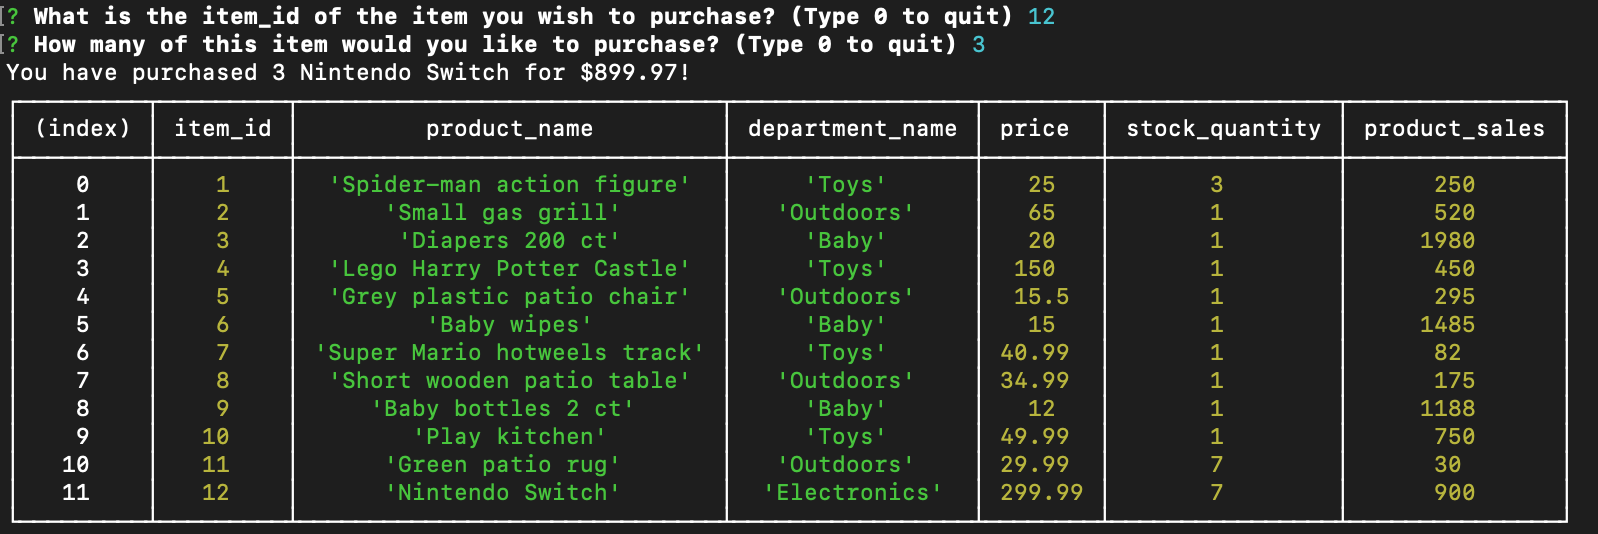 ? What is the item_id of the item you wish to purchase? (Type 0 to quit) 12
? How many of this item would you like to purchase? (Type 0 to quit) 3
You have purchased 3 Nintendo Switch for $899.97!
(index) item_id product_name department_name price stock_quantity product_sales
0 1 'Spider-man action figure' 'Toys' 25 3 250
1 2 'Small gas grill' 'Outdoors' 65 1 520
2 3 'Diapers 200 ct' 'Baby' 20 1 1980
3 4 'Lego Harry Potter Castle' 'Toys' 150 1 450
4 5 'Grey plastic patio chair' 'Outdoors' 15.5 1 295
5 6 'Baby wipes' 'Baby' 15 1 1485
6 7 'Super Mario hotweels track' 'Toys' 40.99 1 82
7 8 'Short wooden patio table' 'Outdoors' 34.99 1 175
8 9 'Baby bottles 2 ct' 'Baby' 12 1 1188
9 10 'Play kitchen' 'Toys' 49.99 1 750
10 11 'Green patio rug' 'Outdoors' 29.99 7 30
11 12 'Nintendo Switch' 'Electronics' 299.99 7 900